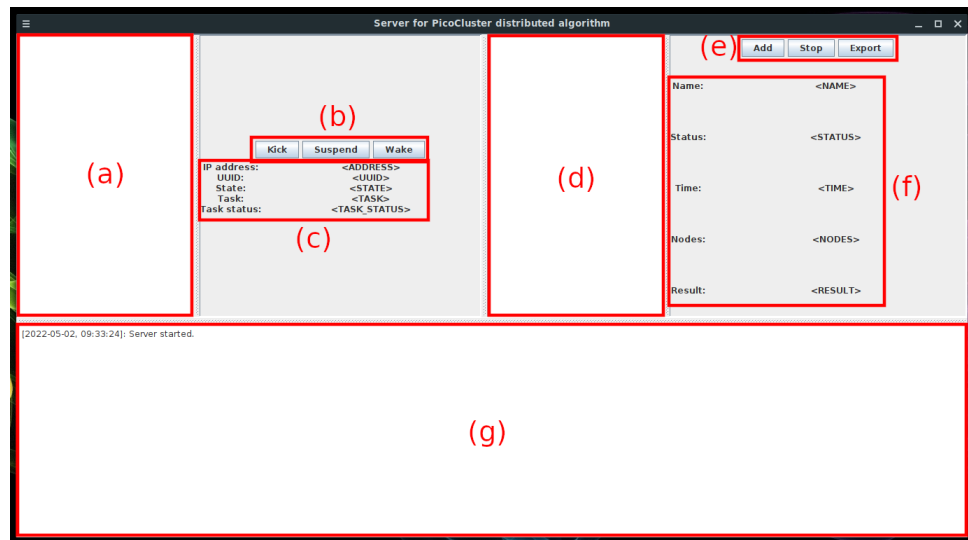 Server for PicoCluster distributed algorithm
(a)
(b)
Kick Suspend Wake
IP address: <ADDRESS>
UUID: <UUID>
State: <STATE>
Task: <TASK>
Task status: <TASK_STATUS>
(c)
(d)
(e) Add Stop Export
Name: <NAME>
Status: <STATUS>
Time: <TIME>
(f)
Nodes: <NODES>
Result: <RESULT>
[2022-05-02, 09:33:24]: Server started.
(g)